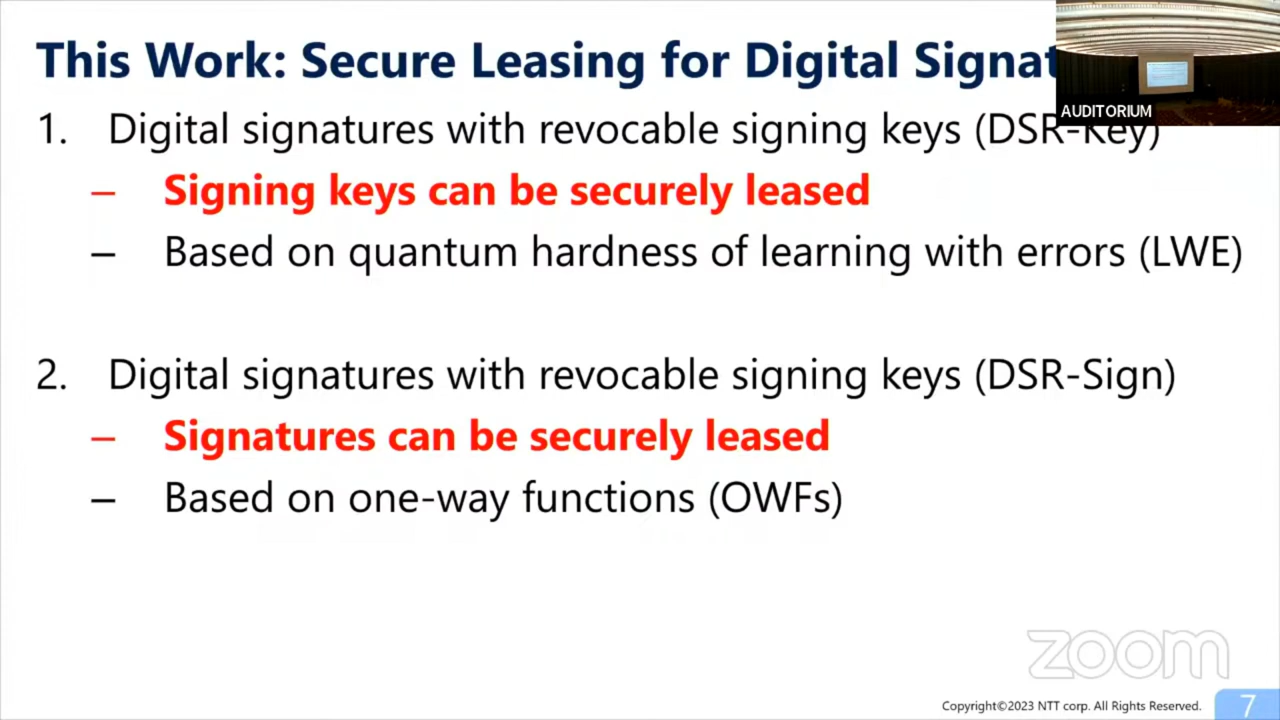 This Work: Secure Leasing for Digital Signat
AUDITORIUM
1. Digital signatures with revocable signing keys (DSR-Key)
– Signing keys can be securely leased
– Based on quantum hardness of learning with errors (LWE)
2. Digital signatures with revocable signing keys (DSR-Sign)
– Signatures can be securely leased
– Based on one-way functions (OWFs)
zoom
Copyright©2023 NTT corp. All Rights Reserved.
7